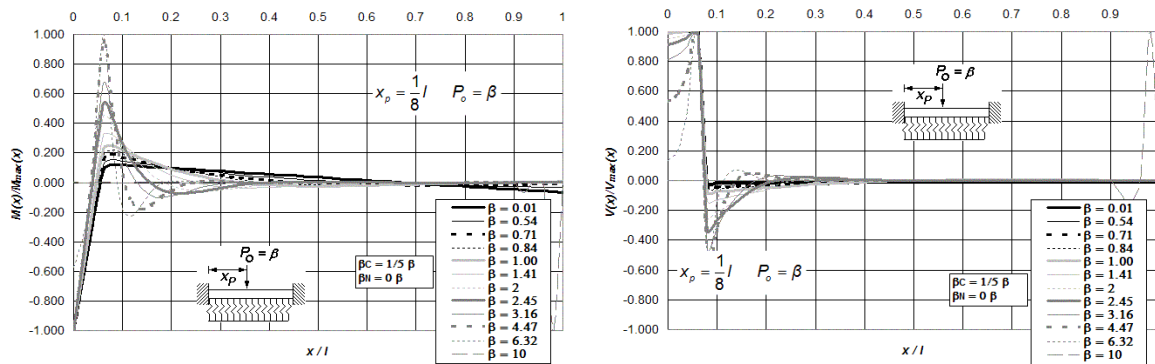 0 0.1 0.2 0.3 0.4 0.5 0.6 0.7 0.8 0.9 1
1.000
0.800
0.600
0.400
0.200
0.000
-0.200
-0.400
-0.600
-0.800
-1.000
M(x)/Mmax(x)
xp = 1/8 l Po = β
Po = β
xp
βC = 1/5 β
βN = 0 β
β = 0.01
β = 0.54
β = 0.71
β = 0.84
β = 1.00
β = 1.41
β = 2
β = 2.45
β = 3.16
β = 4.47
β = 6.32
β = 10
x / l
0 0.1 0.2 0.3 0.4 0.5 0.6 0.7 0.8 0.9
1.000
0.800
0.600
0.400
0.200
0.000
-0.200
-0.400
-0.600
-0.800
-1.000
V(x)/Vmax(x)
Po = β
xp
xp = 1/8 l Po = β
βC = 1/5 β
βN = 0 β
β = 0.01
β = 0.54
β = 0.71
β = 0.84
β = 1.00
β = 1.41
β = 2
β = 2.45
β = 3.16
β = 4.47
β = 6.32
β = 10
x / l